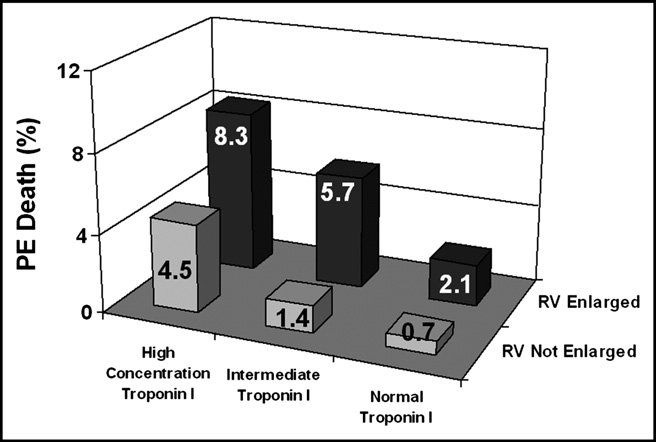 PE Death (%)
12
8
4
0
8.3
5.7
2.1
4.5
1.4
0.7
RV Enlarged
RV Not Enlarged
High
Concentration
Troponin I
Intermediate
Troponin I
Normal
Troponin I